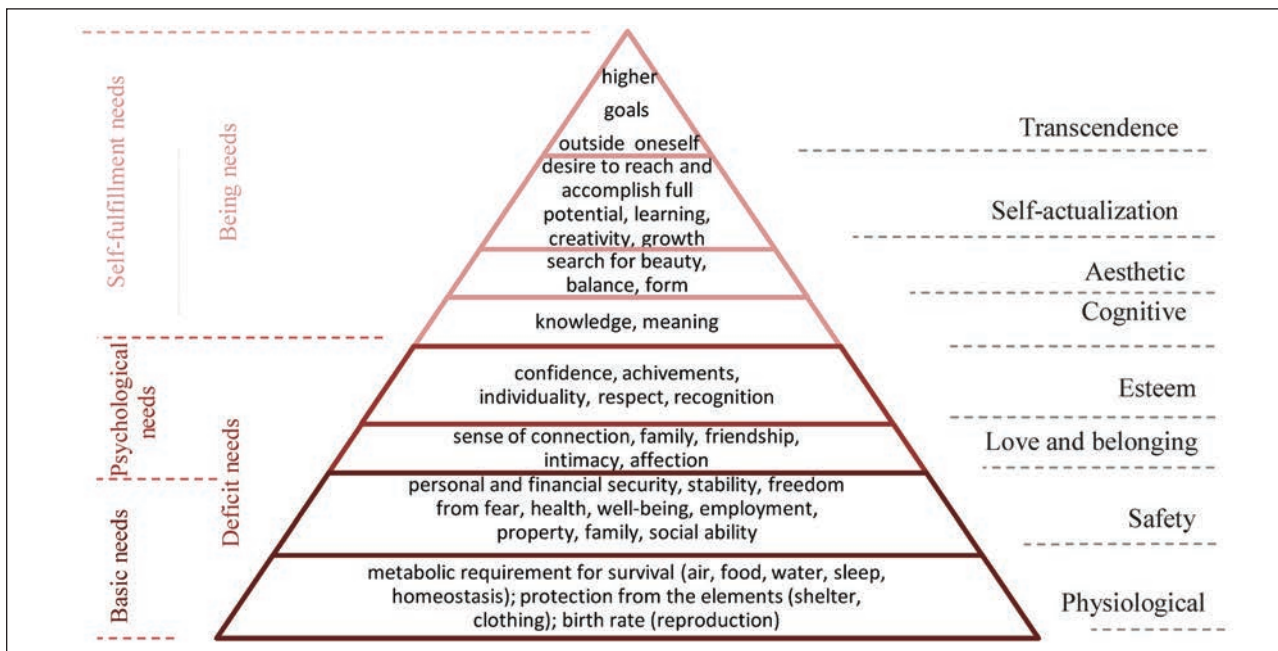 higher
goals
outside oneself
Transcendence
desire to reach and
accomplish full
potential, learning,
creativity, growth
Self-actualization
search for beauty,
balance, form
Aesthetic
knowledge, meaning
Cognitive
confidence, achivements,
individuality, respect, recognition
Esteem
sense of connection, family, friendship,
intimacy, affection
Love and belonging
personal and financial security, stability, freedom
from fear, health, well-being, employment,
property, family, social ability
Safety
metabolic requirement for survival (air, food, water, sleep,
homeostasis); protection from the elements (shelter,
clothing); birth rate (reproduction)
Physiological
Self-fulfillment needs
Being needs
Psychological
needs
Deficit needs
Basic needs